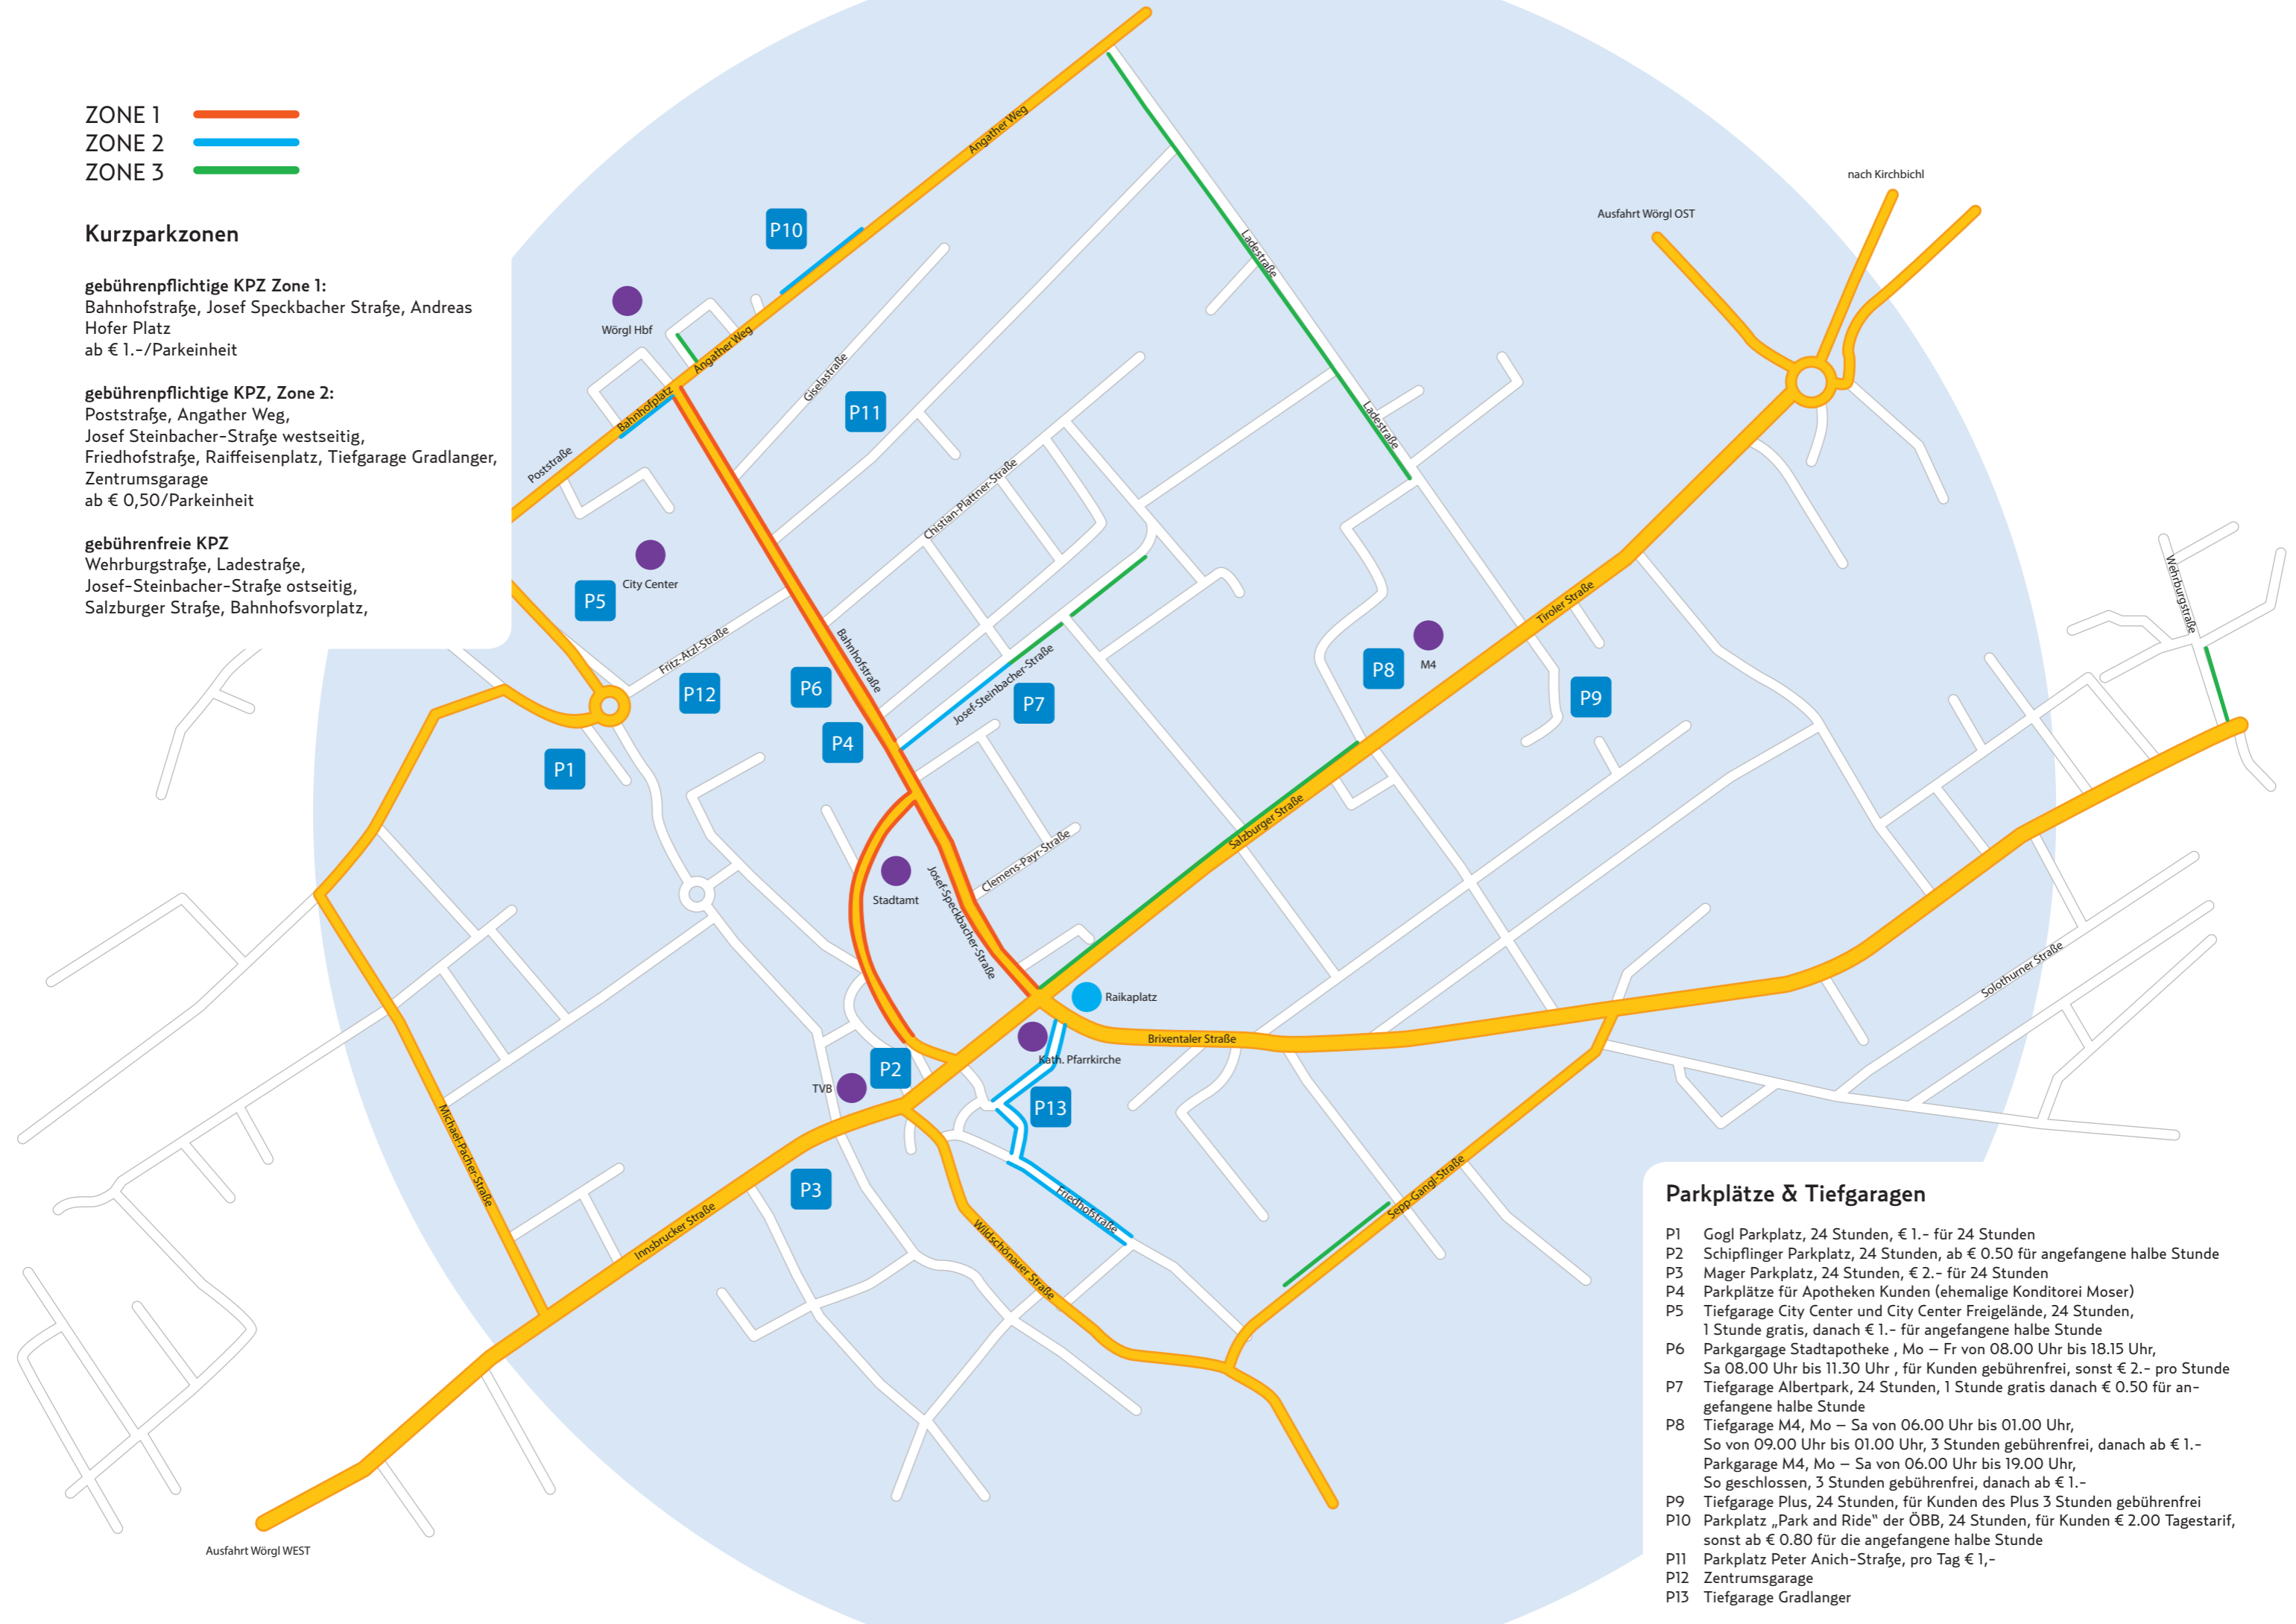 ZONE 1
ZONE 2
ZONE 3
Kurzparkzonen
gebührenpflichtige KPZ Zone 1:
Bahnhofstraße, Josef Speckbacher Straße, Andreas
Hofer Platz
ab € 1.-/Parkeinheit
gebührenpflichtige KPZ, Zone 2:
Poststraße, Angather Weg,
Josef Steinbacher-Straße westseitig,
Friedhofstraße, Raiffeisenplatz, Tiefgarage Gradlanger,
Zentrumsgarage
ab € 0,50/Parkeinheit
gebührenfreie KPZ
Wehrburgstraße, Ladestraße,
Josef-Steinbacher-Straße ostseitig,
Salzburger Straße, Bahnhofsvorplatz,
Angather Weg
nach Kirchbichl
Ausfahrt Wörgl OST
P10
Ladestraße
Wörgl Hbf
Angather Weg
Giselastraße
P11
Bahnhofplatz
Ladestraße
Poststraße
Chistian-Plattner-Straße
City Center
P5
Wehrburgstraße
Tiroler Straße
M4
P8
Fritz-Atzl-Straße
Bahnhofstraße
P12
P6
Josef-Steinbacher-Straße
P7
P9
P4
P1
Salzburger Straße
Clemens-Payr-Straße
Stadtamt
Josef-Speckbacher-Straße
Solothurner Straße
Raikaplatz
Brixentaler Straße
Kath. Pfarrkirche
P2
TVB
P13
Michael-Pacher-Straße
P3
Friedhofstraße
Sepp-Gangl-Straße
Innsbrucker Straße
Wildschönauer Straße
Ausfahrt Wörgl WEST
Parkplätze & Tiefgaragen
P1 Gogl Parkplatz, 24 Stunden, € 1.- für 24 Stunden
P2 Schipflinger Parkplatz, 24 Stunden, ab € 0.50 für angefangene halbe Stunde
P3 Mager Parkplatz, 24 Stunden, € 2.- für 24 Stunden
P4 Parkplätze für Apotheken Kunden (ehemalige Konditorei Moser)
P5 Tiefgarage City Center und City Center Freigelände, 24 Stunden,
1 Stunde gratis, danach € 1.- für angefangene halbe Stunde
P6 Parkgargage Stadtapotheke , Mo – Fr von 08.00 Uhr bis 18.15 Uhr,
Sa 08.00 Uhr bis 11.30 Uhr , für Kunden gebührenfrei, sonst € 2.- pro Stunde
P7 Tiefgarage Albertpark, 24 Stunden, 1 Stunde gratis danach € 0.50 für an-
gefangene halbe Stunde
P8 Tiefgarage M4, Mo – Sa von 06.00 Uhr bis 01.00 Uhr,
So von 09.00 Uhr bis 01.00 Uhr, 3 Stunden gebührenfrei, danach ab € 1.-
Parkgarage M4, Mo – Sa von 06.00 Uhr bis 19.00 Uhr,
So geschlossen, 3 Stunden gebührenfrei, danach ab € 1.-
P9 Tiefgarage Plus, 24 Stunden, für Kunden des Plus 3 Stunden gebührenfrei
P10 Parkplatz „Park and Ride" der ÖBB, 24 Stunden, für Kunden € 2.00 Tagestarif,
sonst ab € 0.80 für die angefangene halbe Stunde
P11 Parkplatz Peter Anich-Straße, pro Tag € 1,-
P12 Zentrumsgarage
P13 Tiefgarage Gradlanger